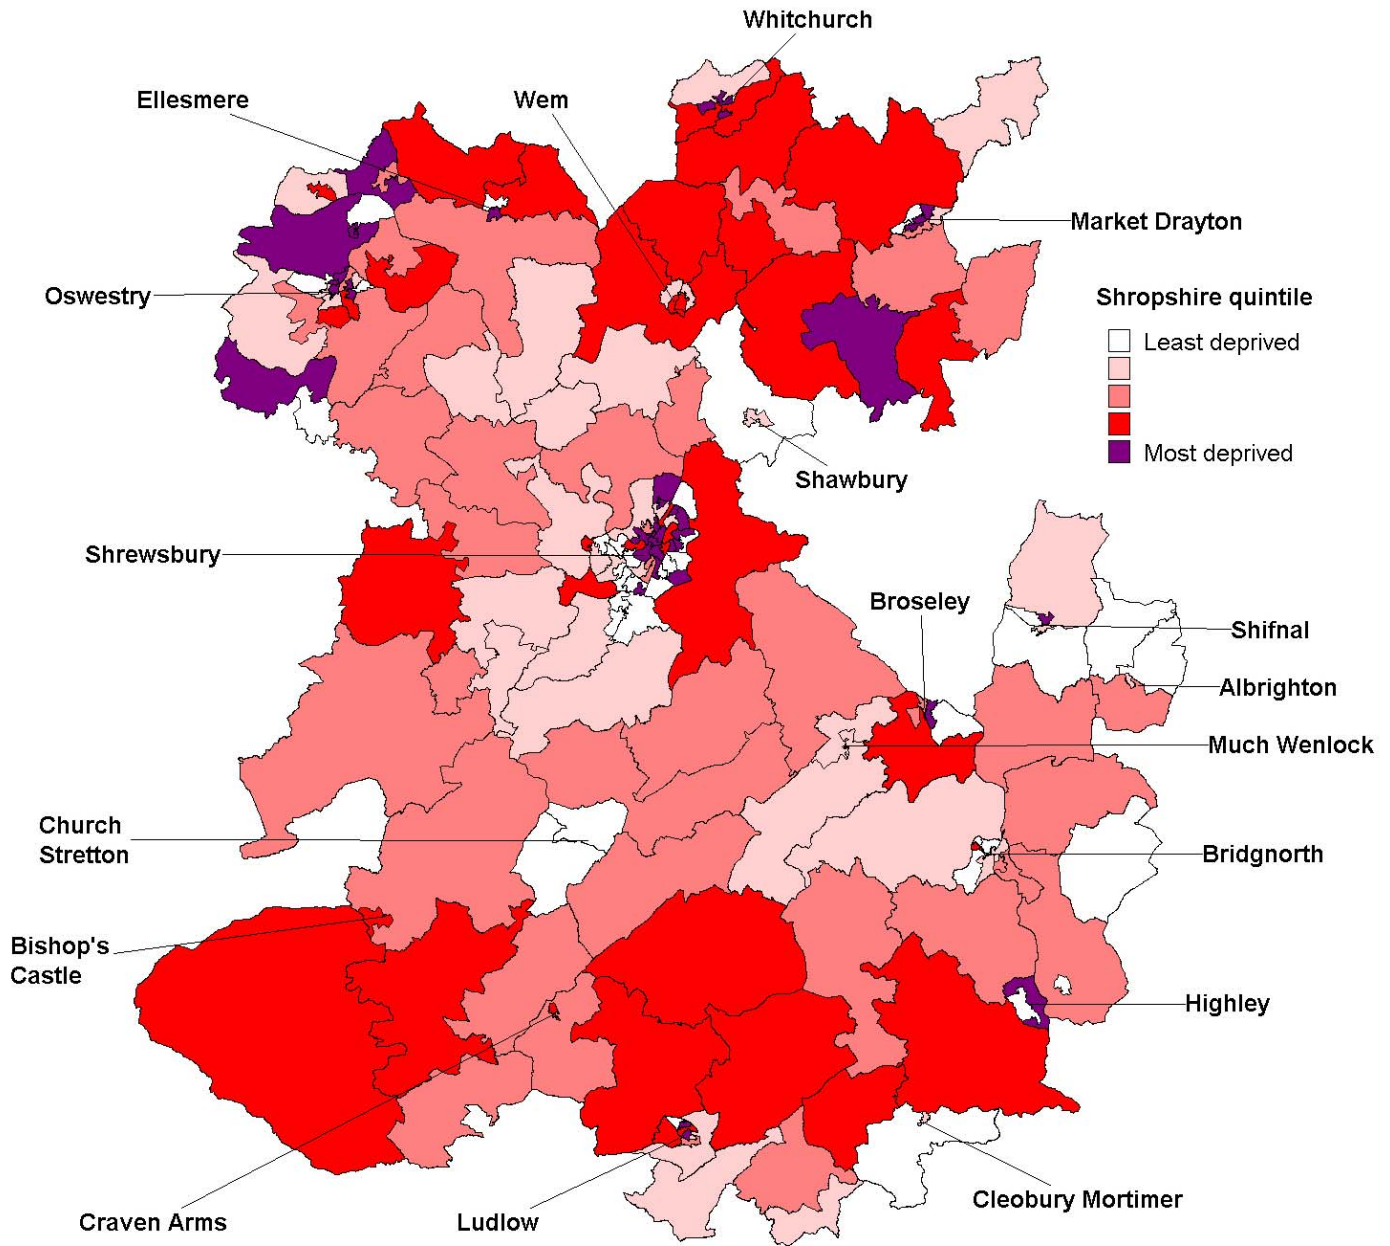 Whitchurch
Ellesmere
Wem
Market Drayton
Oswestry
Shropshire quintile
Least deprived
Most deprived
Shawbury
Shrewsbury
Broseley
Shifnal
Albrighton
Much Wenlock
Church
Stretton
Bridgnorth
Bishop's
Castle
Highley
Cleobury Mortimer
Craven Arms
Ludlow